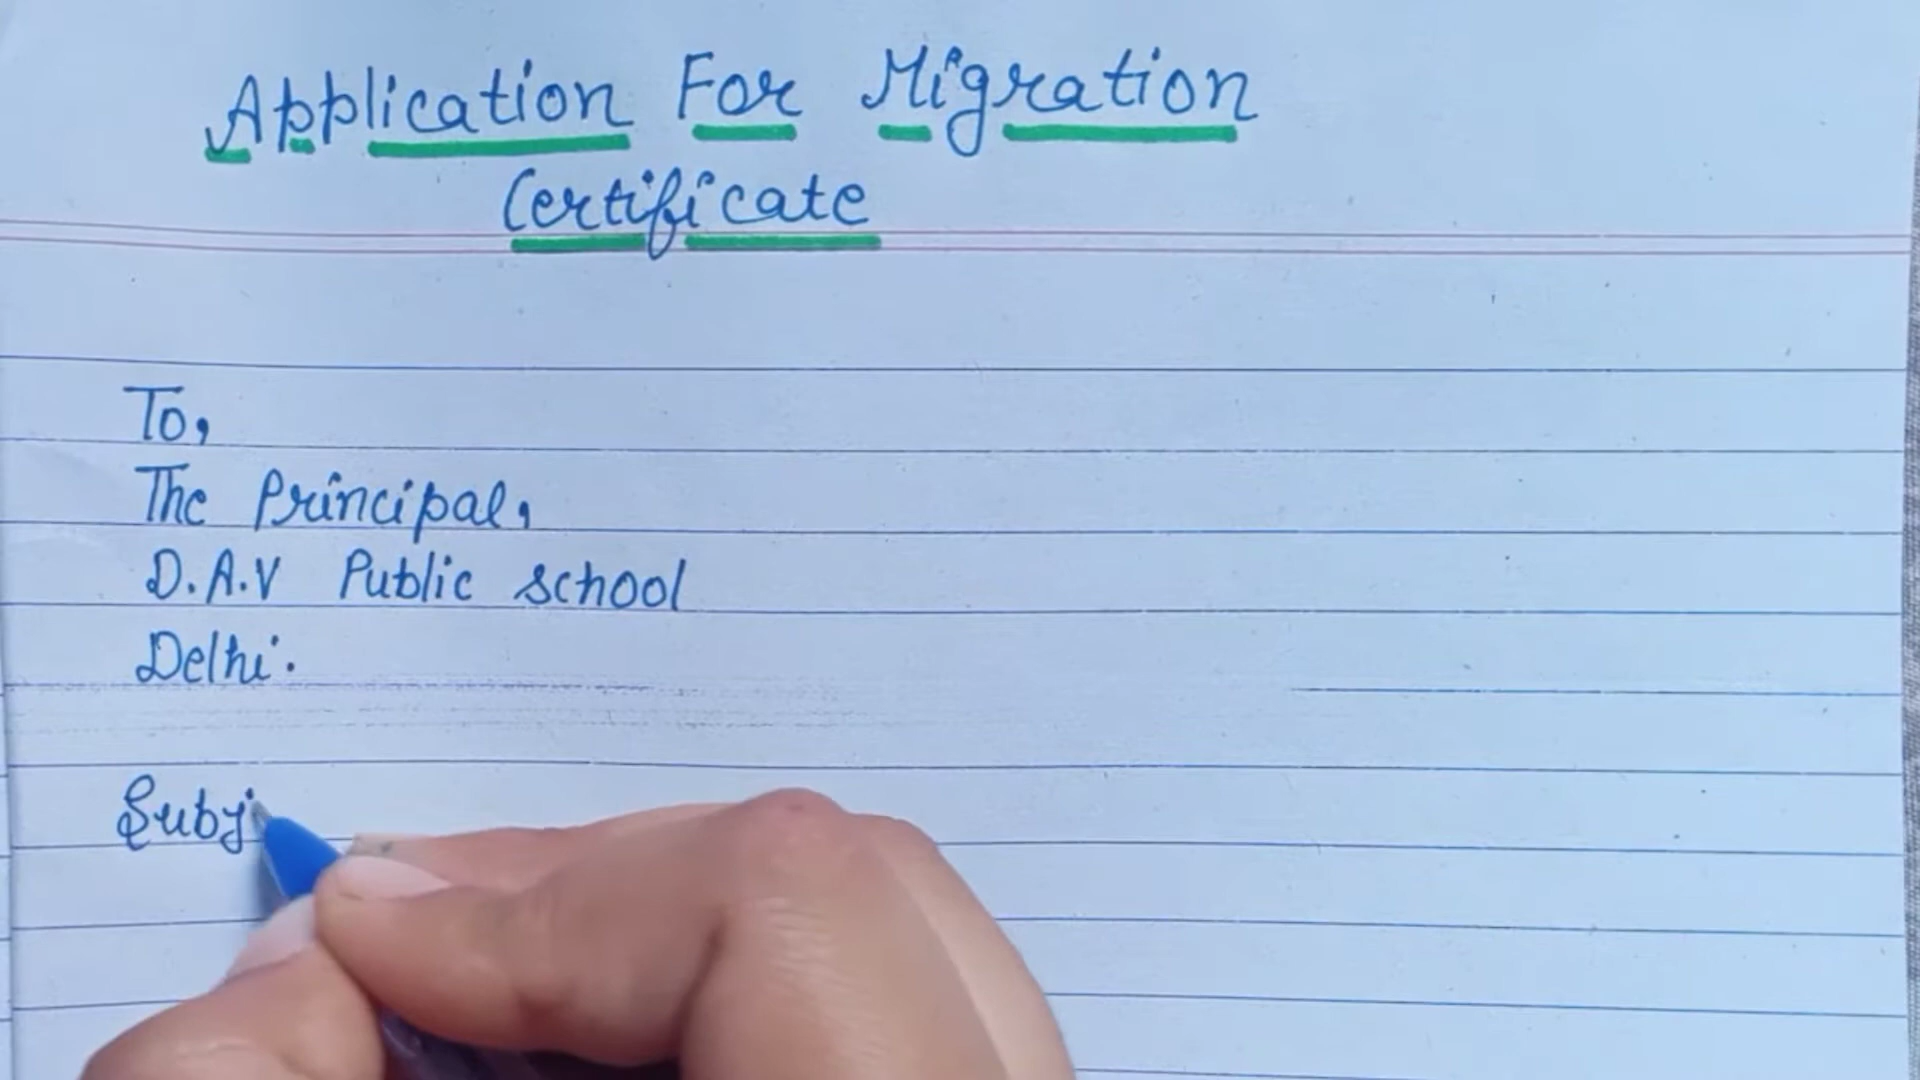 Application For Migration
Certificate
To,
The Principal,
D.A.V Public school
Delhi.
Subj